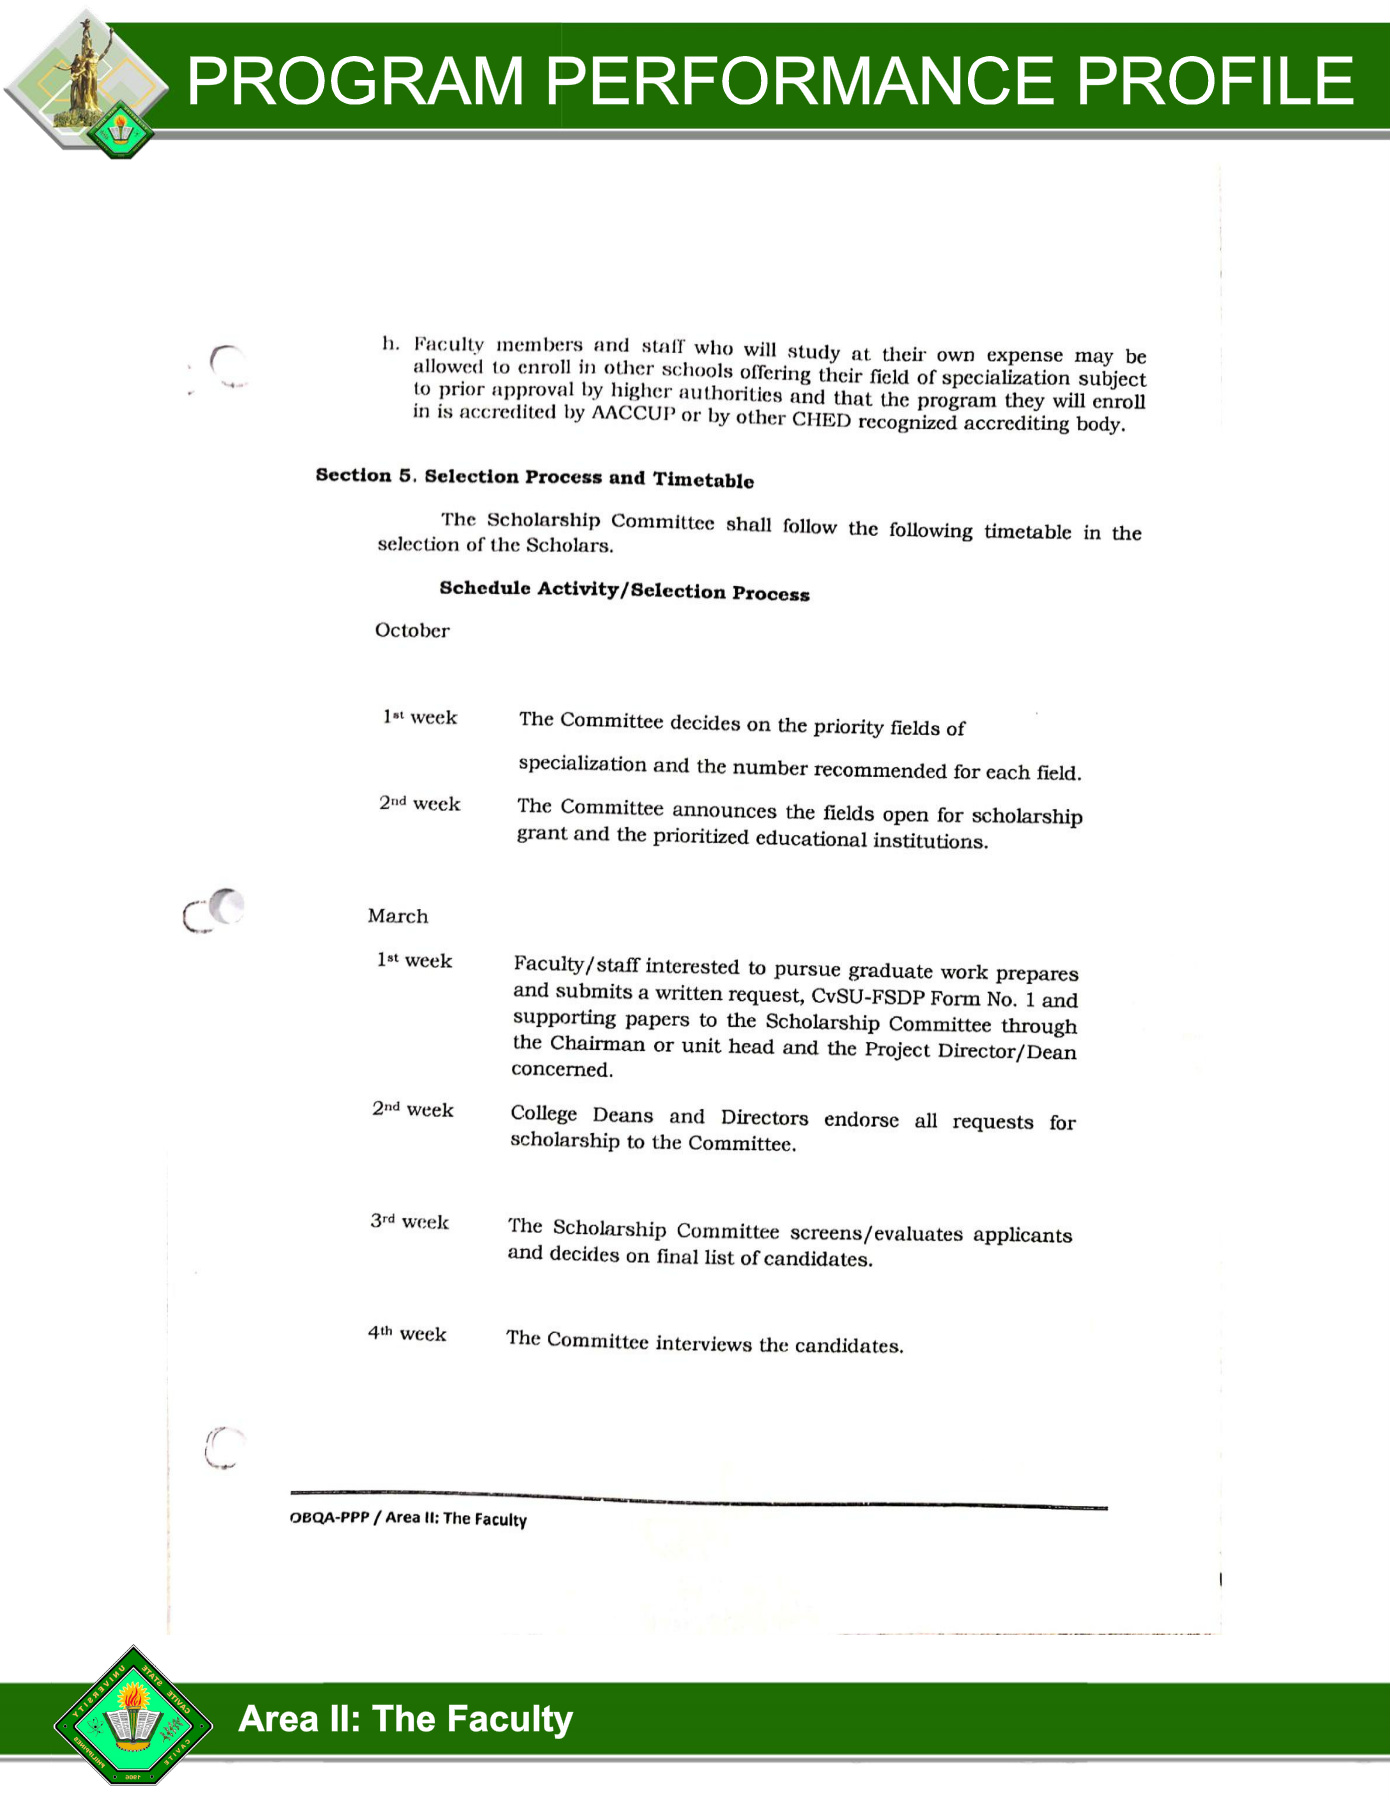 PROGRAM PERFORMANCE PROFILE
h. Faculty members and staff who will study at their own expense may be
allowed to enroll in other schools offering their field of specialization subject
to prior approval by higher authorities and that the program they will enroll
in is accredited by AACCUP or by other CHED recognized accrediting body.
Section 5. Selection Process and Timetable
The Scholarship Committee shall follow the following timetable in the
selection of the Scholars.
Schedule Activity/Selection Process
October
1st week The Committee decides on the priority fields of
specialization and the number recommended for each field.
2nd week The Committee announces the fields open for scholarship
grant and the prioritized educational institutions.
March
1st week Faculty/staff interested to pursue graduate work prepares
and submits a written request, CvSU-FSDP Form No. 1 and
supporting papers to the Scholarship Committee through
the Chairman or unit head and the Project Director/Dean
concerned.
2nd week College Deans and Directors endorse all requests for
scholarship to the Committee.
3rd week The Scholarship Committee screens/evaluates applicants
and decides on final list of candidates.
4th week The Committee interviews the candidates.
OBQA-PPP / Area II: The Faculty
CAVITE STATE UNIVERSITY
CAVITE PHILIPPINES
1906
Area II: The Faculty